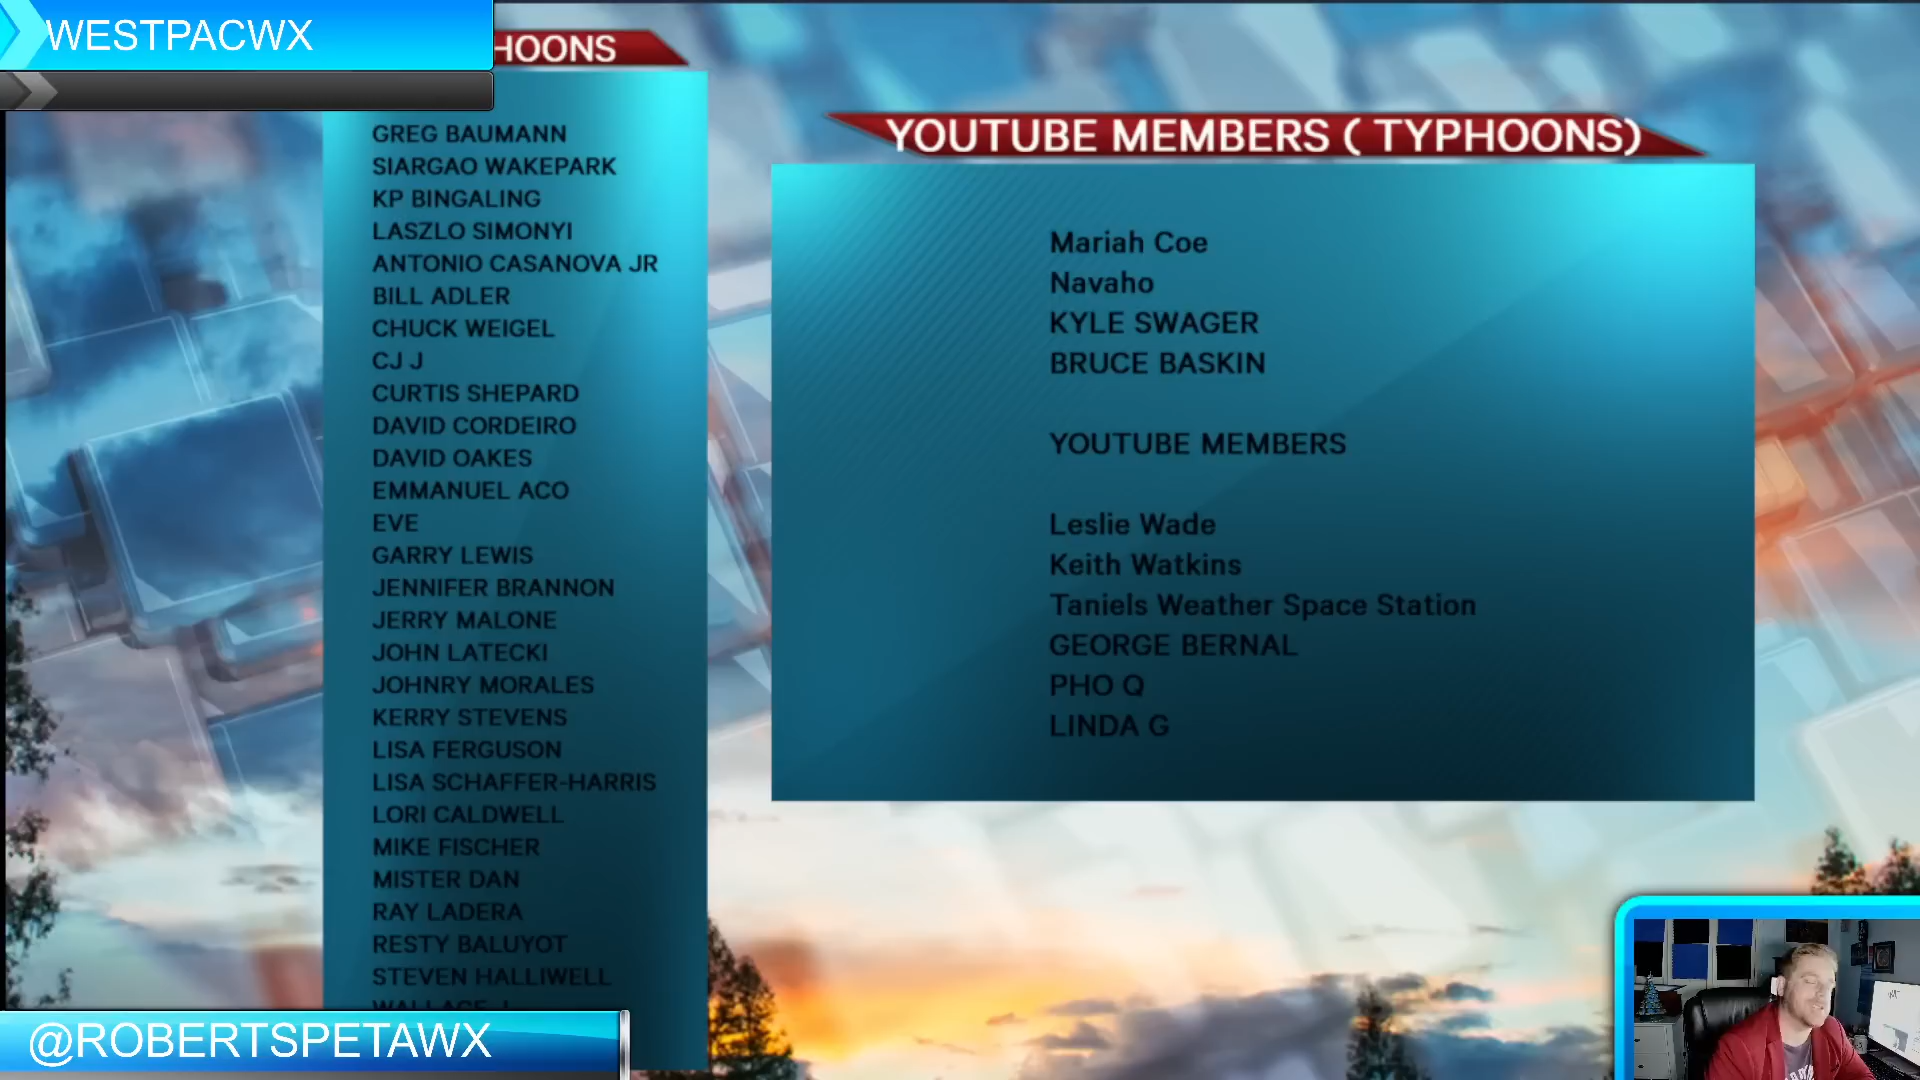 WESTPACWX
HOONS
GREG BAUMANN
SIARGAO WAKEPARK
KP BINGALING
LASZLO SIMONYI
ANTONIO CASANOVA JR
BILL ADLER
CHUCK WEIGEL
CJ J
CURTIS SHEPARD
DAVID CORDEIRO
DAVID OAKES
EMMANUEL ACO
EVE
GARRY LEWIS
JENNIFER BRANNON
JERRY MALONE
JOHN LATECKI
JOHNRY MORALES
KERRY STEVENS
LISA FERGUSON
LISA SCHAFFER-HARRIS
LORI CALDWELL
MIKE FISCHER
MISTER DAN
RAY LADERA
RESTY BALUYOT
STEVEN HALLIWELL
YOUTUBE MEMBERS ( TYPHOONS)
Mariah Coe
Navaho
KYLE SWAGER
BRUCE BASKIN
YOUTUBE MEMBERS
Leslie Wade
Keith Watkins
Taniels Weather Space Station
GEORGE BERNAL
PHO Q
LINDA G
@ROBERTSPETAWX